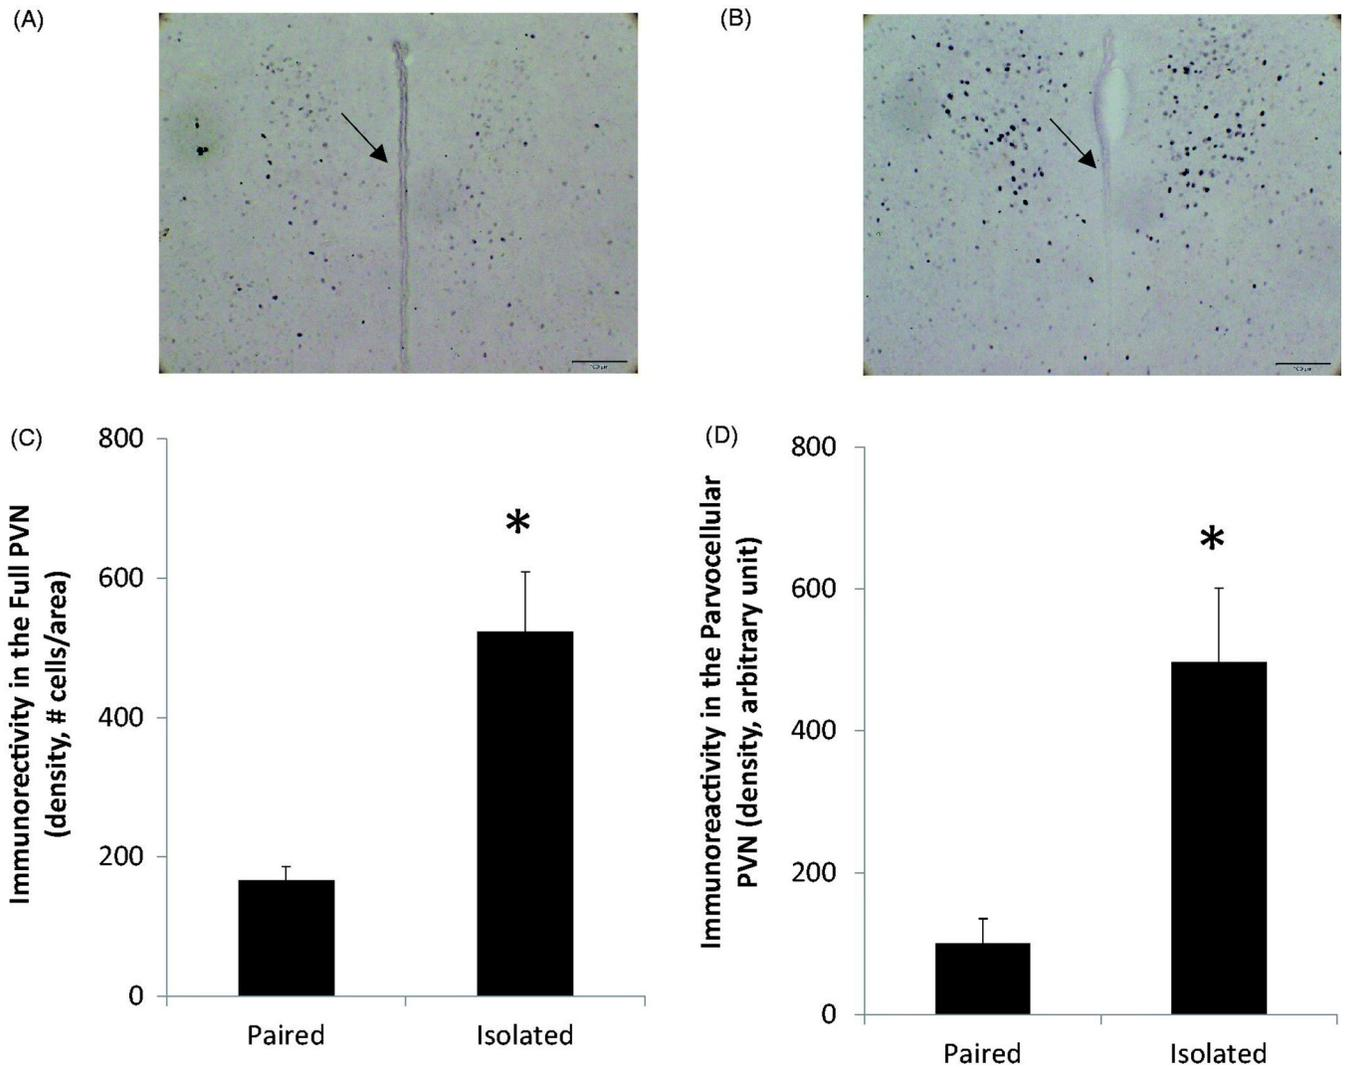 (A)
(B)
(C)
Immunorectivity in the Full PVN
(density, # cells/area)
800
600
400
200
0
Paired
Isolated
*
(D)
Immunoreactivity in the Parvocellular
PVN (density, arbitrary unit)
800
600
400
200
0
Paired
Isolated
*